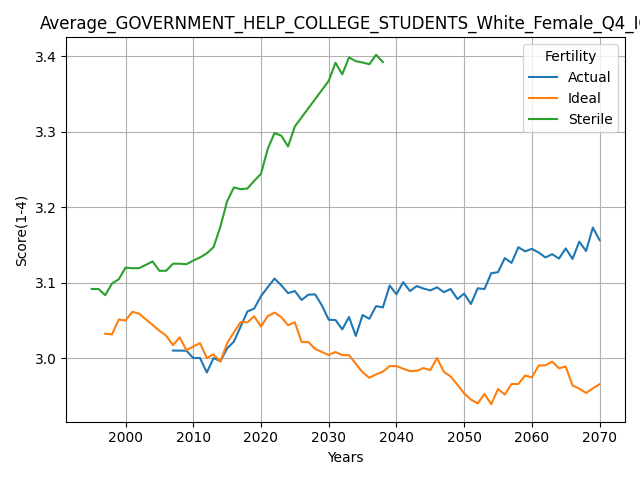 Average_GOVERNMENT_HELP_COLLEGE_STUDENTS_White_Female_Q4_I
Fertility
Actual
Ideal
Sterile
Score(1-4)
3.4
3.3
3.2
3.1
3.0
2000 2010 2020 2030 2040 2050 2060 2070
Years